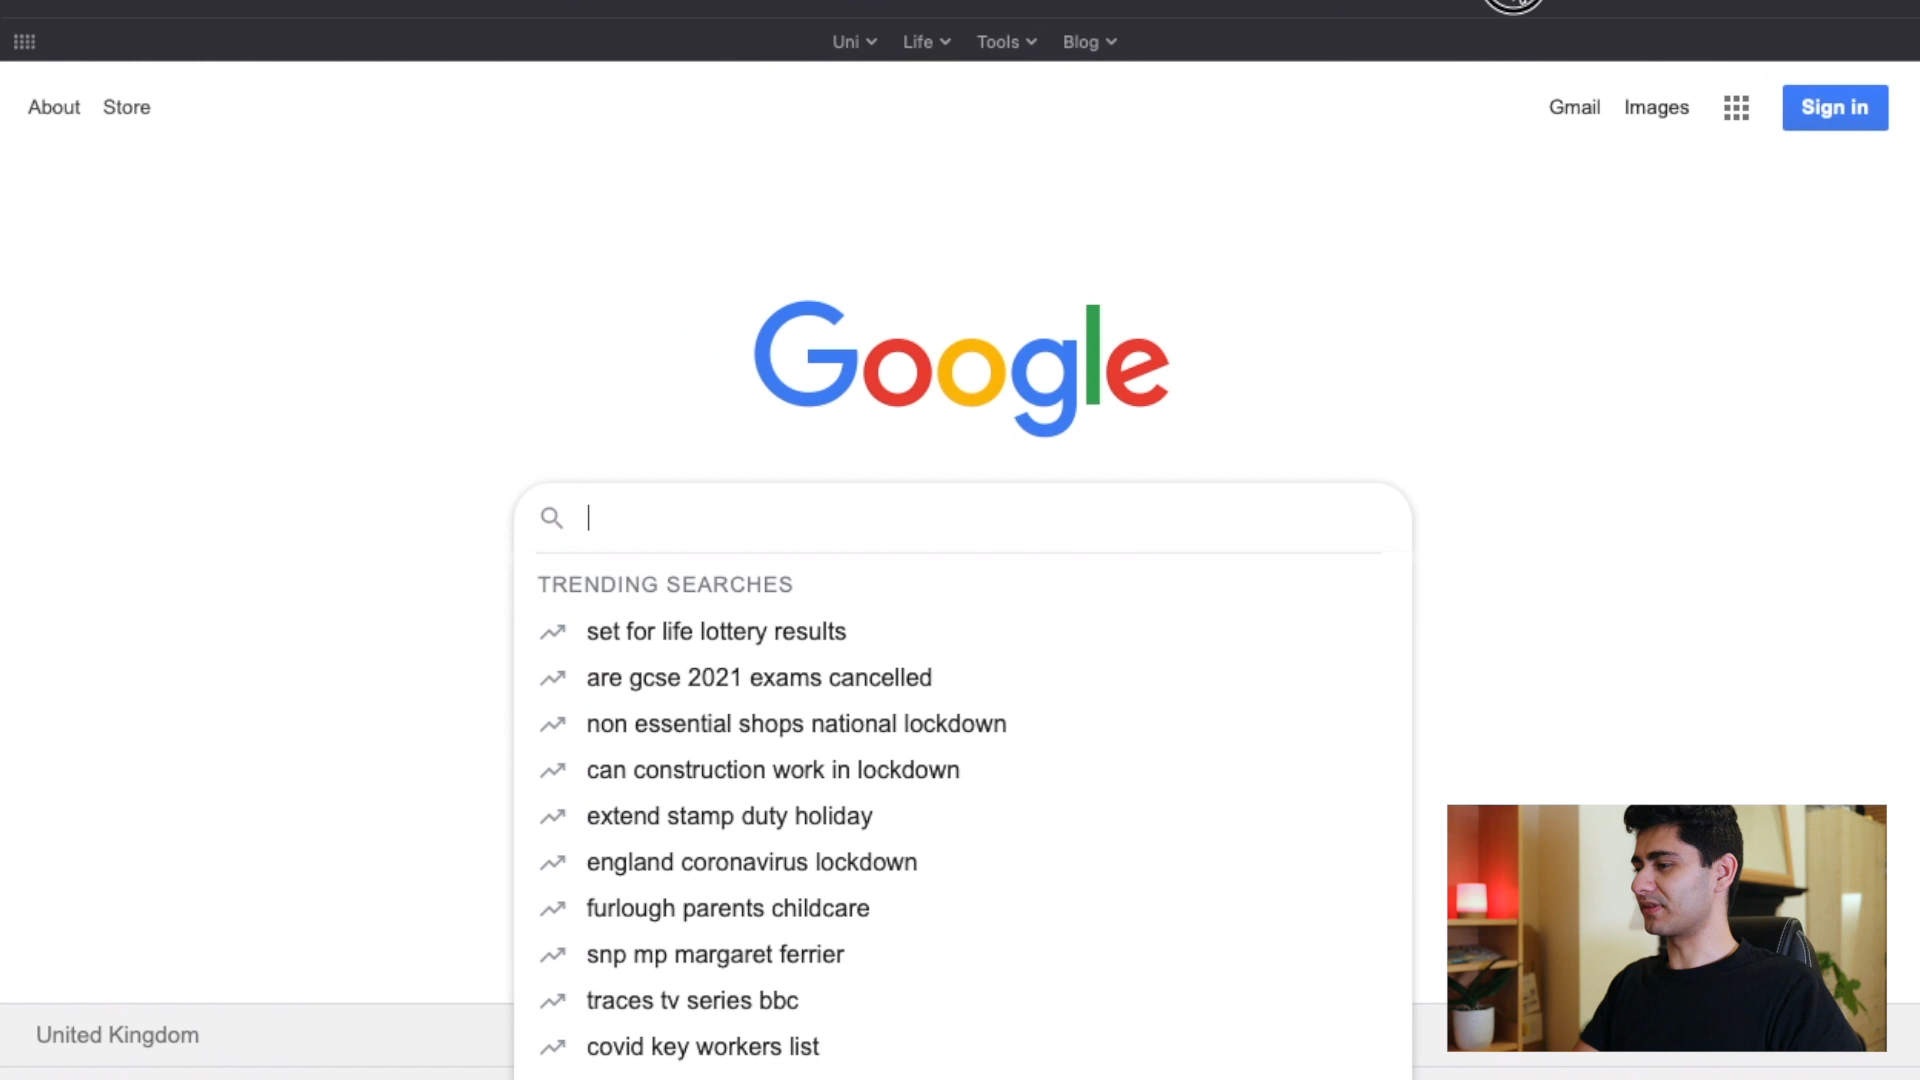 Uni Life Tools Blog
About Store Gmail Images Sign in
Google
TRENDING SEARCHES
set for life lottery results
are gcse 2021 exams cancelled
non essential shops national lockdown
can construction work in lockdown
extend stamp duty holiday
england coronavirus lockdown
furlough parents childcare
snp mp margaret ferrier
traces tv series bbc
covid key workers list
United Kingdom